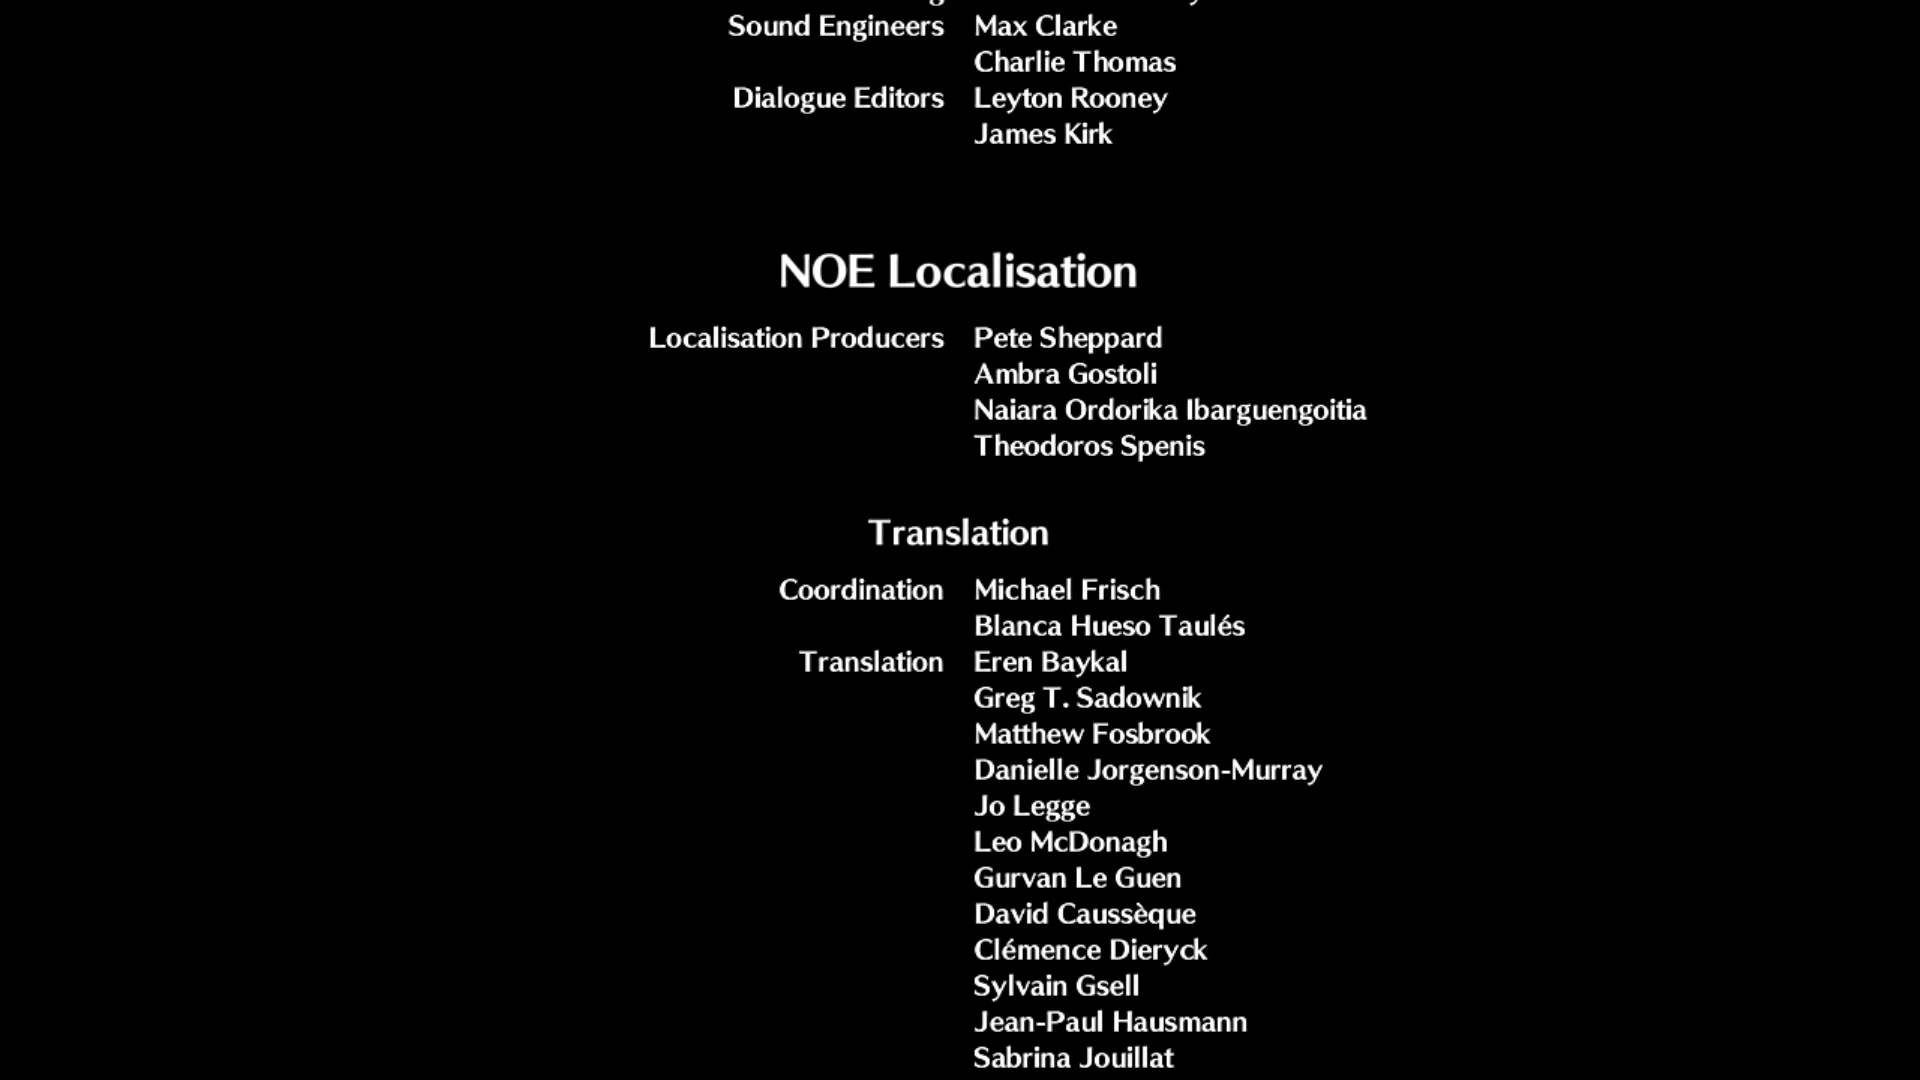 Sound Engineers Max Clarke
Charlie Thomas
Dialogue Editors Leyton Rooney
James Kirk
NOE Localisation
Localisation Producers Pete Sheppard
Ambra Gostoli
Naiara Ordorika Ibarguengoitia
Theodoros Spenis
Translation
Coordination Michael Frisch
Blanca Hueso Taulés
Translation Eren Baykal
Greg T. Sadownik
Matthew Fosbrook
Danielle Jorgenson-Murray
Jo Legge
Leo McDonagh
Gurvan Le Guen
David Caussèque
Clémence Dieryck
Sylvain Gsell
Jean-Paul Hausmann
Sabrina Jouillat